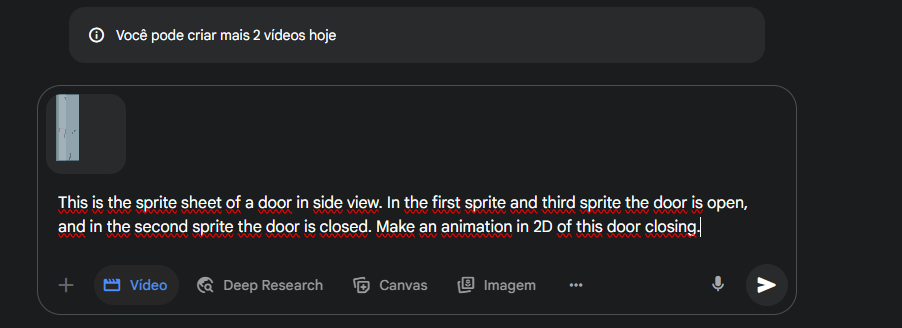 Você pode criar mais 2 vídeos hoje
This is the sprite sheet of a door in side view. In the first sprite and third sprite the door is open,
and in the second sprite the door is closed. Make an animation in 2D of this door closing.
Vídeo Deep Research Canvas Imagem